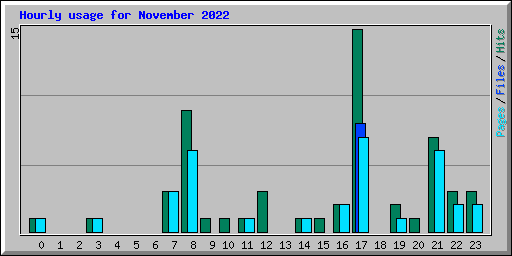 Hourly usage for November 2022
15
Pages/Files/Hits
0 1 2 3 4 5 6 7 8 9 10 11 12 13 14 15 16 17 18 19 20 21 22 23